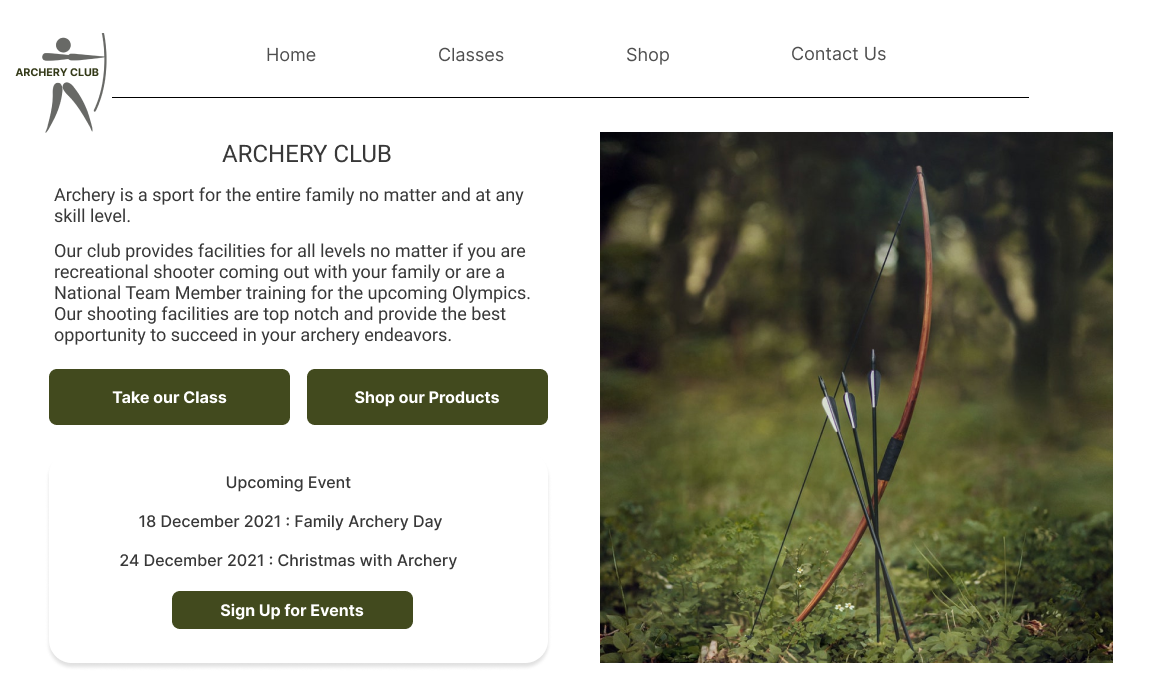 Home
Classes
Shop
Contact Us
ARCHERY CLUB
ARCHERY CLUB
Archery is a sport for the entire family no matter and at any
skill level.
Our club provides facilities for all levels no matter if you are
recreational shooter coming out with your family or are a
National Team Member training for the upcoming Olympics.
Our shooting facilities are top notch and provide the best
opportunity to succeed in your archery endeavors.
Take our Class
Shop our Products
Upcoming Event
18 December 2021 : Family Archery Day
24 December 2021 : Christmas with Archery
Sign Up for Events